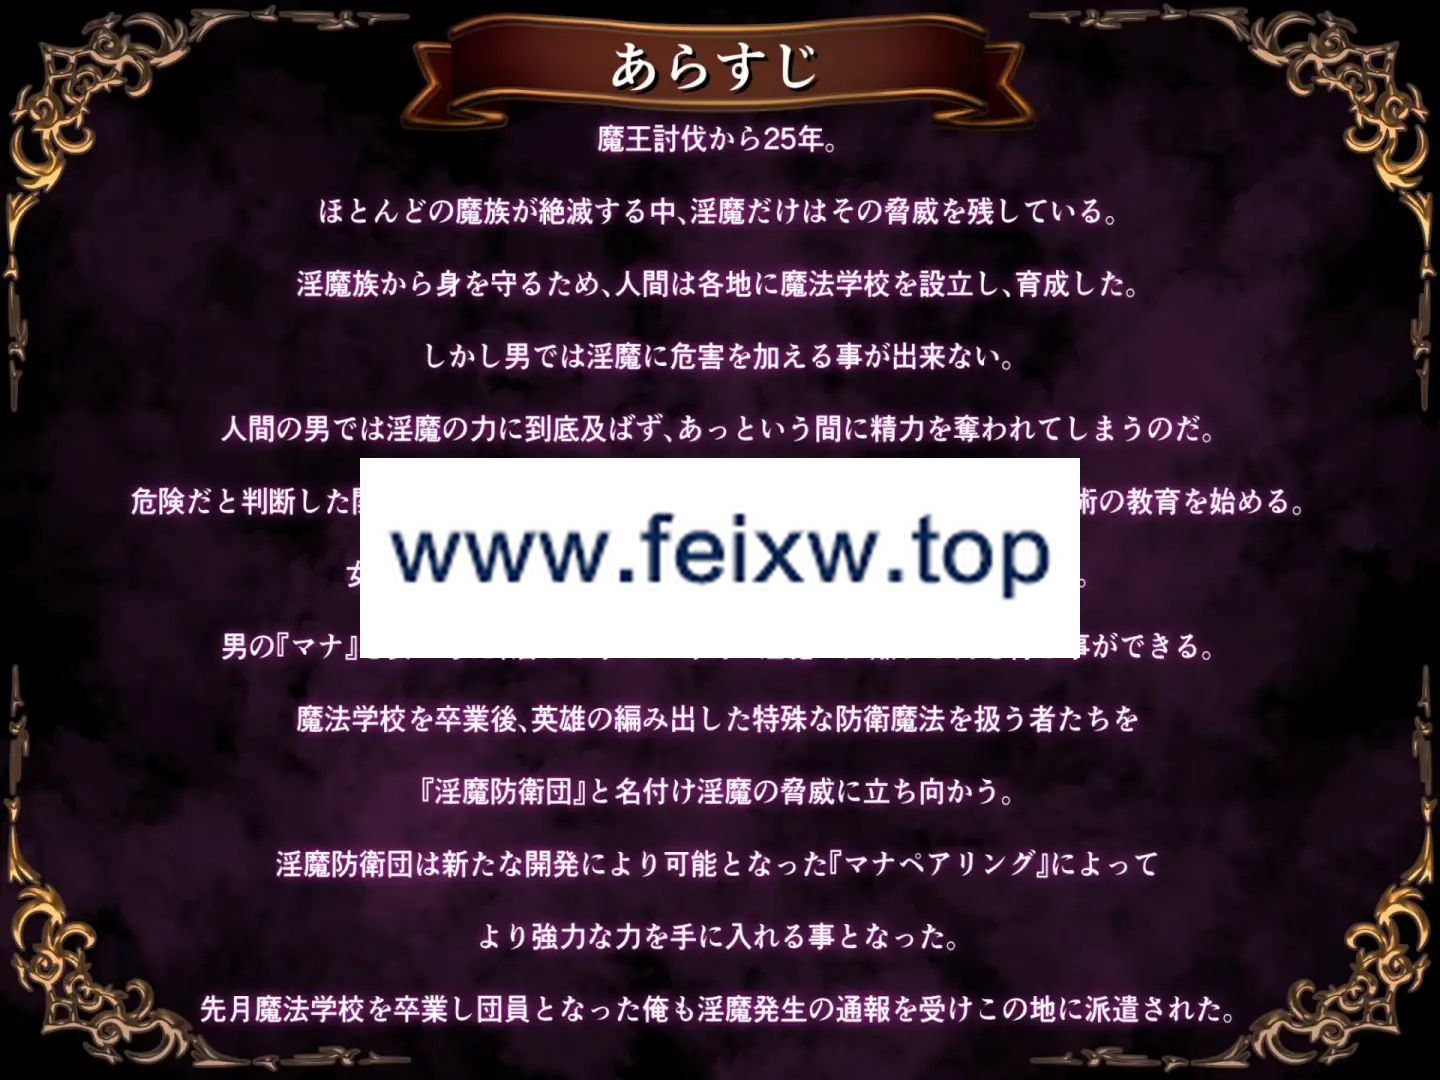 あらすじ
魔王討伐から25年。
ほとんどの魔族が絶滅する中、淫魔だけはその脅威を残している。
淫魔族から身を守るため、人間は各地に魔法学校を設立し、育成した。
しかし男では淫魔に危害を加える事が出来ない。
人間の男では淫魔の力に到底及ばず、あっという間に精力を奪われてしまうのだ。
危険だと判断した 術の教育を始める。
www.feixw.top
男の『マナ』 事ができる。
魔法学校を卒業後、英雄の編み出した特殊な防衛魔法を扱う者たちを
『淫魔防衛団』と名付け淫魔の脅威に立ち向かう。
淫魔防衛団は新たな開発により可能となった『マナペアリング』によって
より強力な力を手に入れる事となった。
先月魔法学校を卒業し団員となった俺も淫魔発生の通報を受けこの地に派遣された。